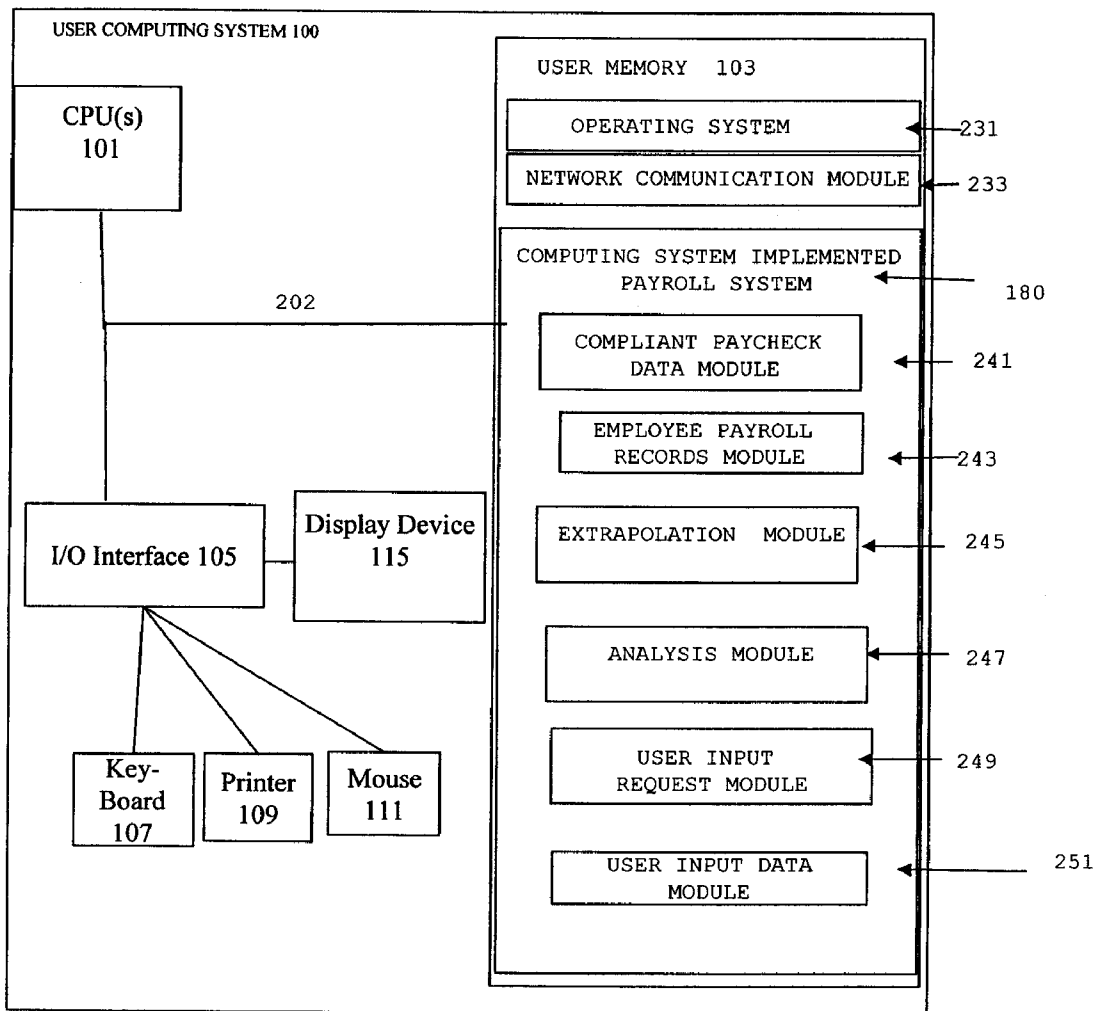 USER COMPUTING SYSTEM 100
CPU(s)
101
USER MEMORY 103
OPERATING SYSTEM
231
NETWORK COMMUNICATION MODULE
233
COMPUTING SYSTEM IMPLEMENTED
PAYROLL SYSTEM
180
202
COMPLIANT PAYCHECK
DATA MODULE
241
EMPLOYEE PAYROLL
RECORDS MODULE
243
I/O Interface 105
Display Device
115
EXTRAPOLATION MODULE
245
ANALYSIS MODULE
247
USER INPUT
REQUEST MODULE
249
Key-
Board
107
Printer
109
Mouse
111
USER INPUT DATA
MODULE
251